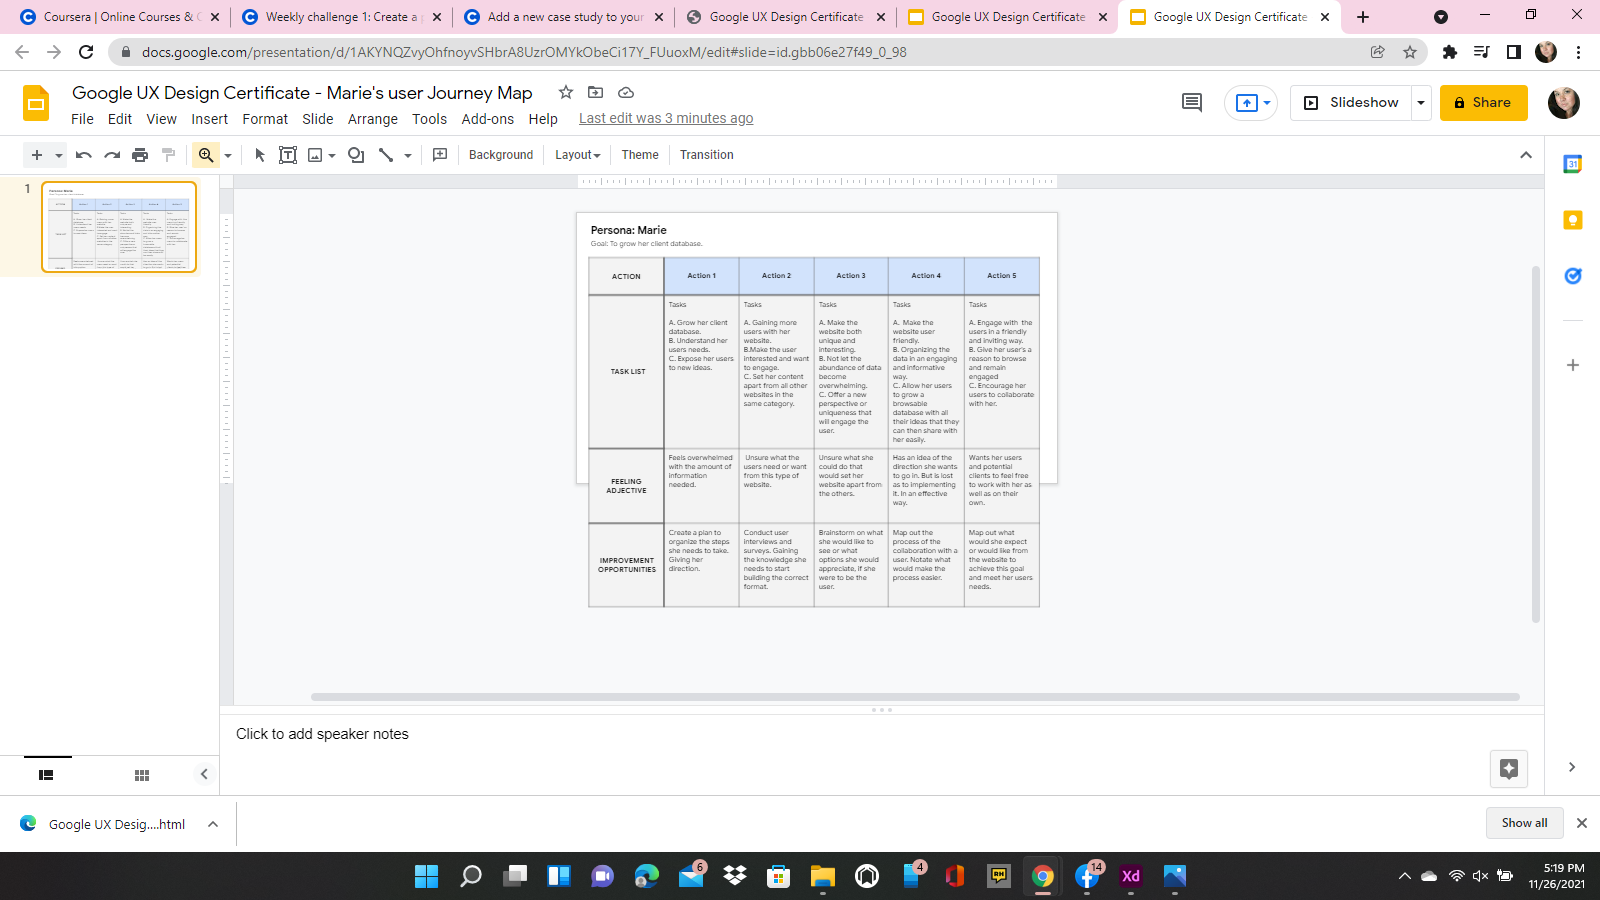 Coursera | Online Courses & C
Weekly challenge 1: Create a p
Add a new case study to your
Google UX Design Certificate
Google UX Design Certificate
Google UX Design Certificate
docs.google.com/presentation/d/1AKYNQZvyOhfnoyvSHbrA8UzrOMYkObeCi17Y_FUuoxM/edit#slide=id.gbb06e27f49_0_98
Google UX Design Certificate - Marie's user Journey Map
File Edit View Insert Format Slide Arrange Tools Add-ons Help Last edit was 3 minutes ago
Slideshow
Share
Background Layout Theme Transition
31
1
Persona: Marie
Goal: To grow her client database.
ACTION Action 1 Action 2 Action 3 Action 4 Action 5
TASK LIST
Tasks
A. Grow her client
database.
B. Understand her
users needs.
C. Expose her users
to new ideas.
Tasks
A. Gaining more
users with her
website.
B.Make the user
interested and want
to engage.
C. Set her content
apart from all other
websites in the
same category.
Tasks
A. Make the
website both
unique and
interesting.
B. Not let the
abundance of data
become
overwhelming.
C. Offer a new
perspective or
uniqueness that
will engage the
user.
Tasks
A. Make the
website user
friendly.
B. Organizing the
data in an engaging
and informative
way.
C. Allow her users
to grow a
browsable
database with all
their ideas that they
can then share with
her easily.
Tasks
A. Engage with the
users in a friendly
and inviting way.
B. Give her user's a
reason to browse
and remain
engaged
C. Encourage her
users to collaborate
with her.
FEELING
ADJECTIVE
Feels overwhelmed
with the amount of
information
needed.
Unsure what the
users need or want
from this type of
website.
Unsure what she
could do that
would set her
website apart from
the others.
Has an idea of the
direction she wants
to go in. But is lost
as to implementing
it. In an effective
way.
Wants her users
and potential
clients to feel free
to work with her as
well as on their
own.
IMPROVEMENT
OPPORTUNITIES
Create a plan to
organize the steps
she needs to take.
Giving her
direction.
Conduct user
interviews and
surveys. Gaining
the knowledge she
needs to start
building the correct
format.
Brainstorm on what
she would like to
see or what
options she would
appreciate, if she
were to be the
user.
Map out the
process of the
collaboration with a
user. Notate what
would make the
process easier.
Map out what
would she expect
or would like from
the website to
achieve this goal
and meet her users
needs.
Click to add speaker notes
Google UX Desig....html
Show all
6
4
RH
14
Xd
5:19 PM
11/26/2021